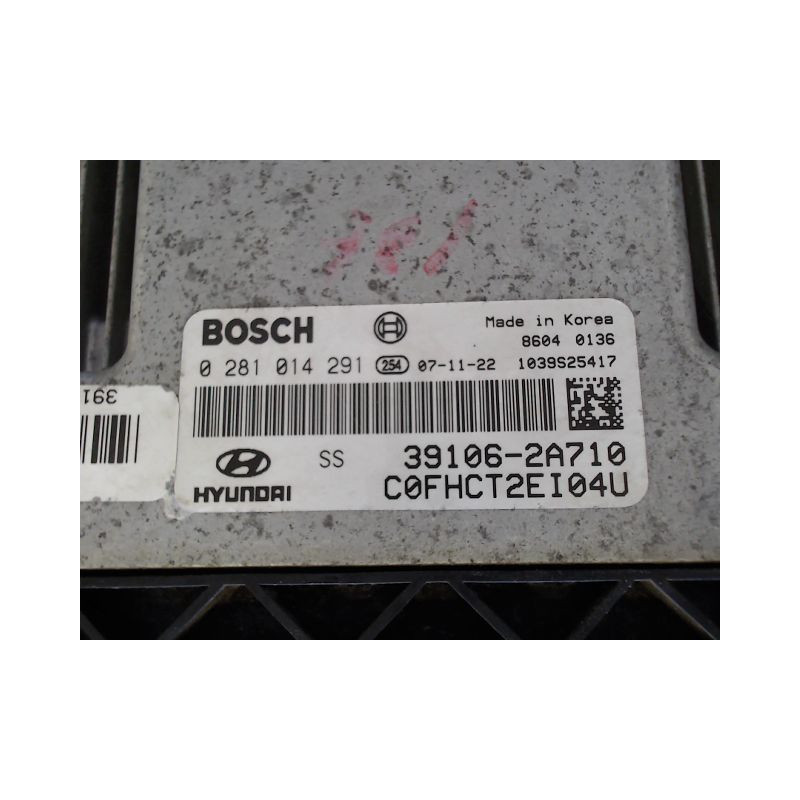 BOSCH
Made in Korea
8604 0136
0 281 014 291 254 07-11-22 1039S25417
391
SS 39106-2A710
HYUNDAI C0FHCT2EI04U